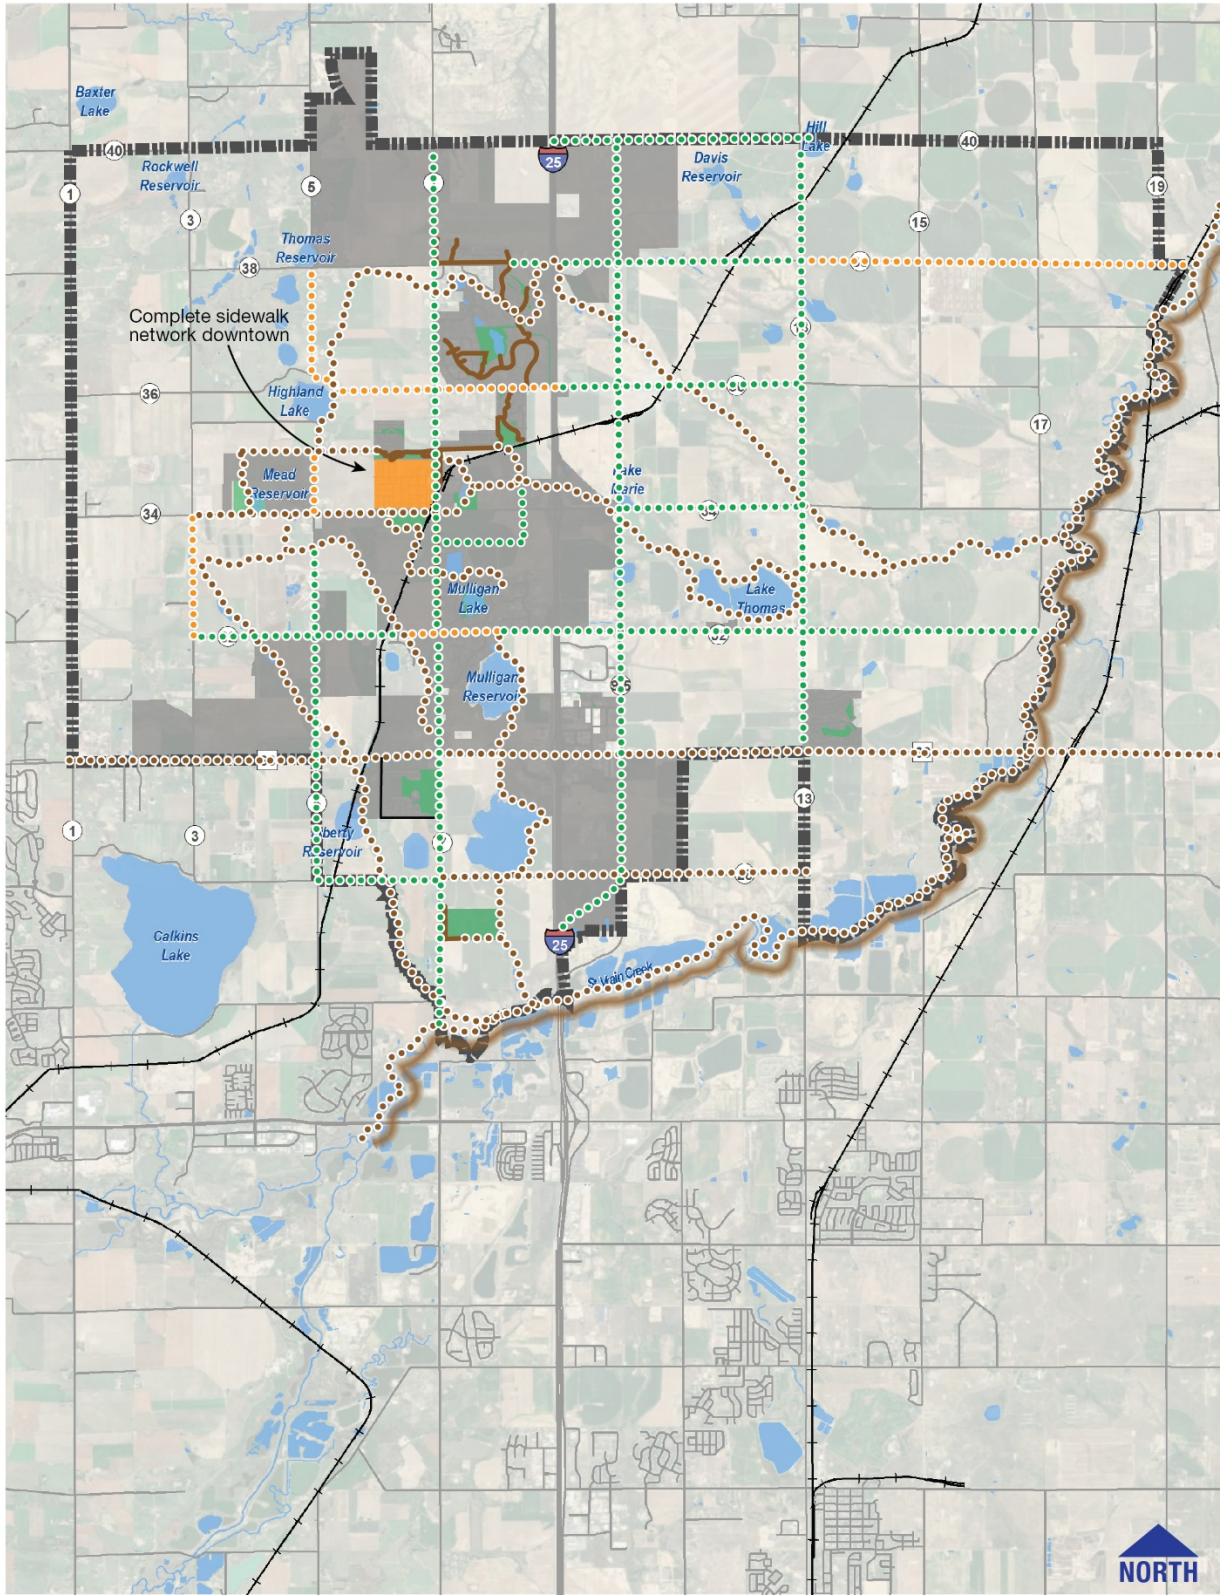 Baxter
Lake
Hill
Lake
40
25
40
Rockwell
Reservoir
Davis
Reservoir
1
5
19
3
15
Thomas
Reservoir
38
Complete sidewalk
network downtown
36
Highland
Lake
17
Mead
Reservoir
34
Mulligan
Lake
Lake
Thomas
32
Mulligan
Reservoir
1
3
13
Reservoir
Calkins
Lake
25
St Vrain Creek
NORTH